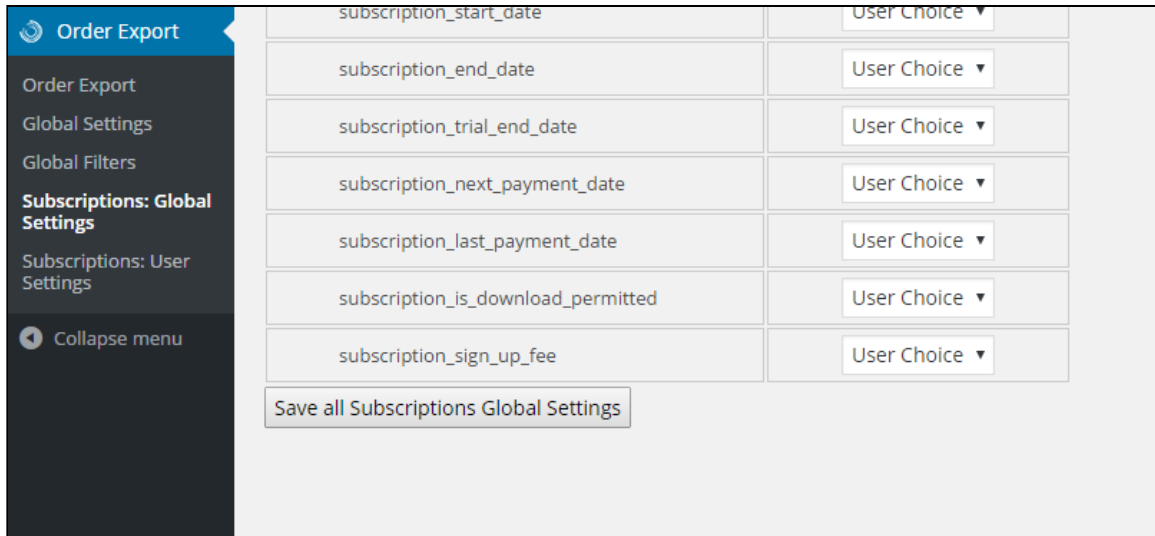 Order Export
Order Export
Global Settings
Global Filters
Subscriptions: Global
Settings
Subscriptions: User
Settings
Collapse menu
subscription_start_date User Choice
subscription_end_date User Choice
subscription_trial_end_date User Choice
subscription_next_payment_date User Choice
subscription_last_payment_date User Choice
subscription_is_download_permitted User Choice
subscription_sign_up_fee User Choice
Save all Subscriptions Global Settings